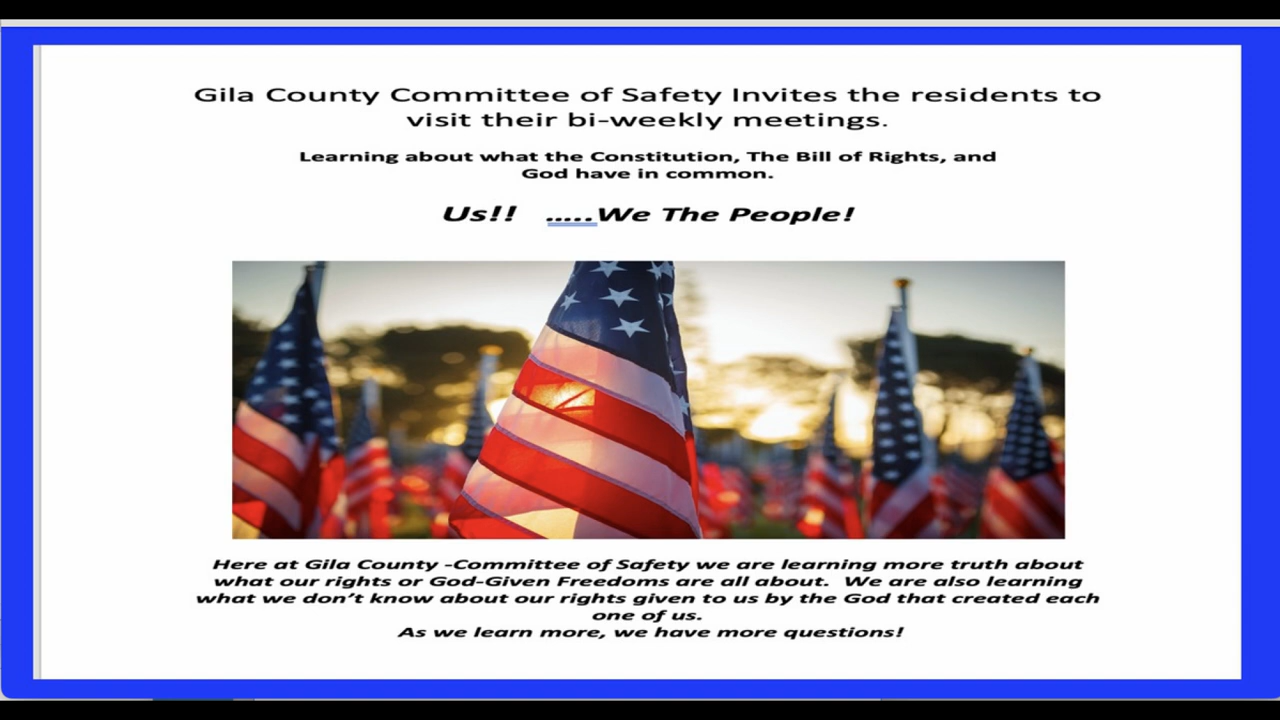 Gila County Committee of Safety Invites the residents to
visit their bi-weekly meetings.
Learning about what the Constitution, The Bill of Rights, and
God have in common.
Us!! .....We The People!
Here at Gila County -Committee of Safety we are learning more truth about
what our rights or God-Given Freedoms are all about. We are also learning
what we don’t know about our rights given to us by the God that created each
one of us.
As we learn more, we have more questions!